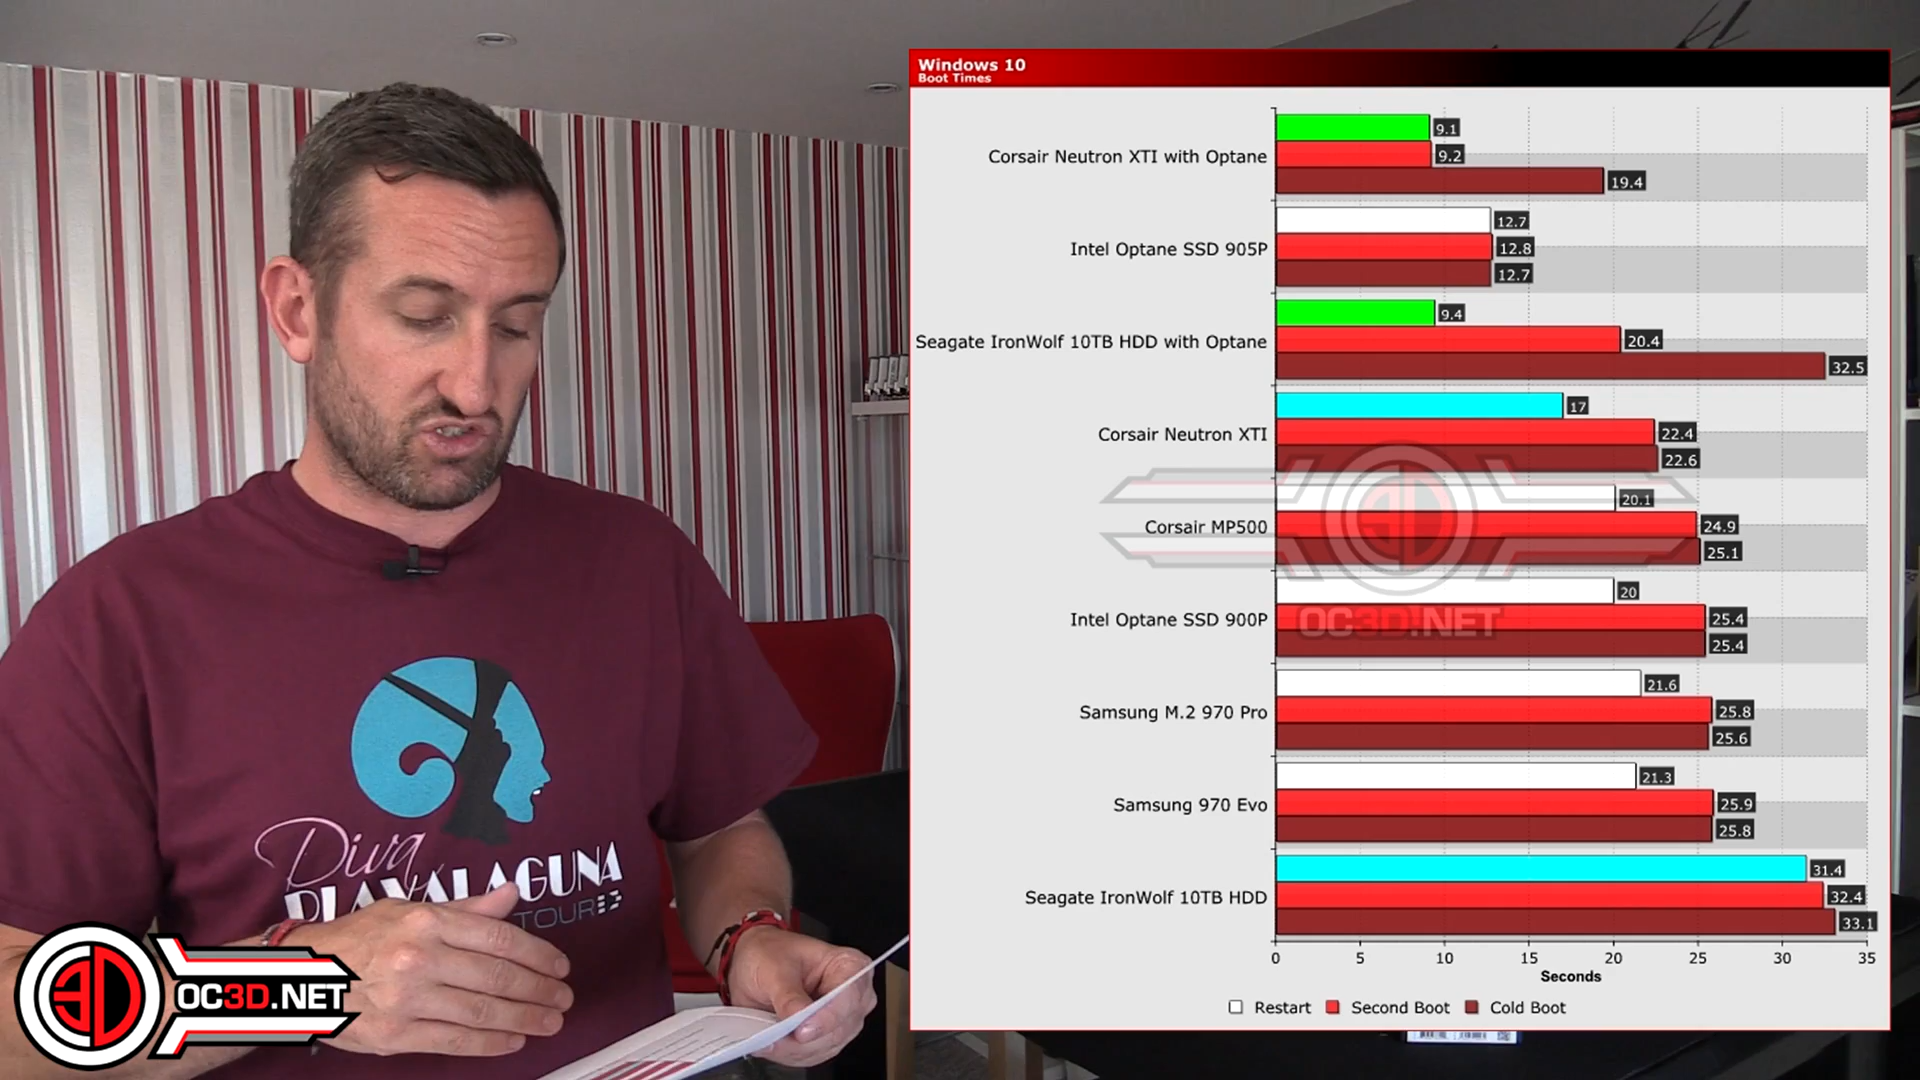 Windows 10
Boot Times
Corsair Neutron XTI with Optane
9.1
9.2
19.4
Intel Optane SSD 905P
12.7
12.8
12.7
Seagate IronWolf 10TB HDD with Optane
9.4
20.4
32.5
Corsair Neutron XTI
17
22.4
22.6
Corsair MP500
20.1
24.9
25.1
Intel Optane SSD 900P
20
25.4
25.4
OC3D.NET
Samsung M.2 970 Pro
21.6
25.8
25.6
Samsung 970 Evo
21.3
25.9
25.8
Seagate IronWolf 10TB HDD
31.4
32.4
33.1
0 5 10 15 20 25 30 35
Seconds
Restart Second Boot Cold Boot
Diva
PLAYALAGUNA
TOUR
OC3D.NET